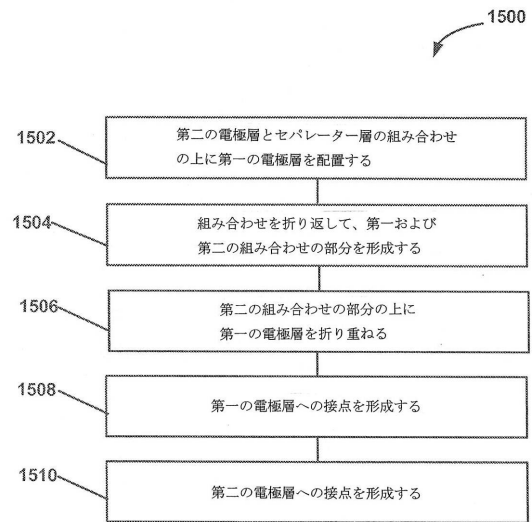 1500
1502
第二の電極層とセパレーター層の組み合わせ
の上に第一の電極層を配置する
1504
組み合わせを折り返して、第一および
第二の組み合わせの部分を形成する
1506
第二の組み合わせの部分の上に
第一の電極層を折り重ねる
1508
第一の電極層への接点を形成する
1510
第二の電極層への接点を形成する